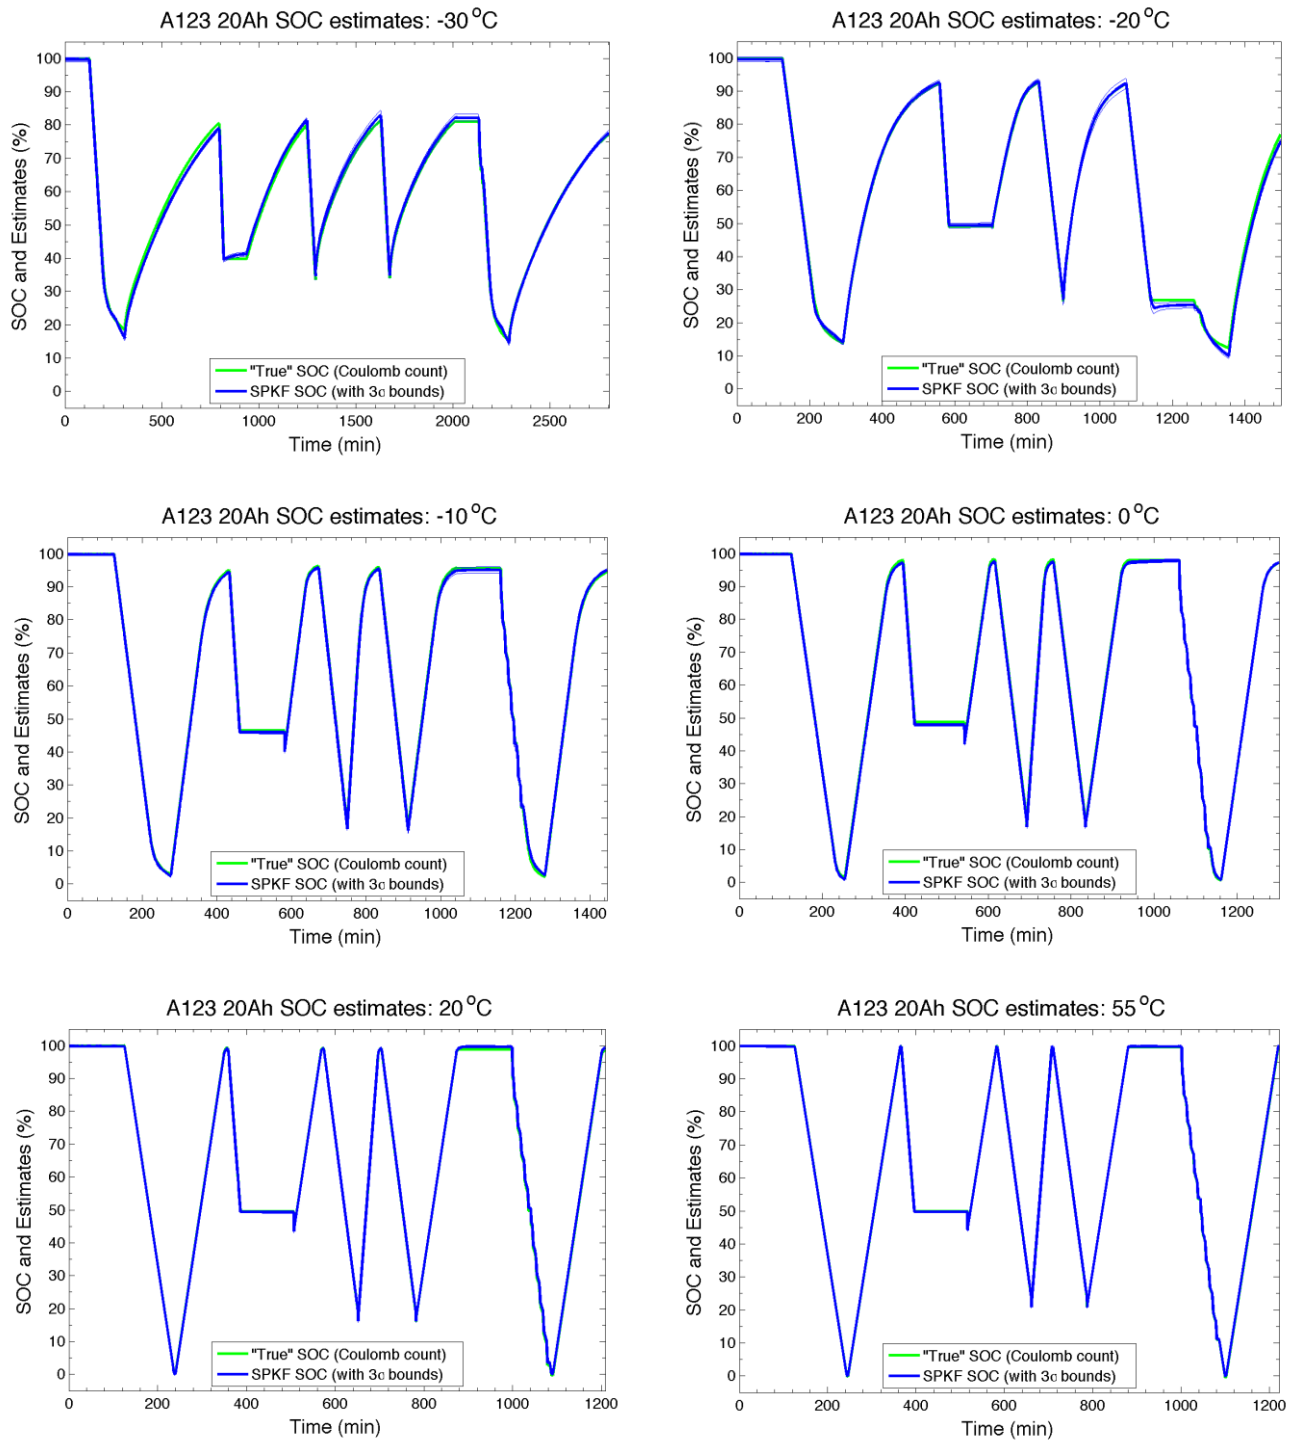 A123 20Ah SOC estimates: -30 °C
SOC and Estimates (%)
100
90
80
70
60
50
40
30
20
10
0
"True" SOC (Coulomb count)
SPKF SOC (with 3σ bounds)
0 500 1000 1500 2000 2500
Time (min)
A123 20Ah SOC estimates: -20 °C
SOC and Estimates (%)
100
90
80
70
60
50
40
30
20
10
0
"True" SOC (Coulomb count)
SPKF SOC (with 3σ bounds)
0 200 400 600 800 1000 1200 1400
Time (min)
A123 20Ah SOC estimates: -10 °C
SOC and Estimates (%)
100
90
80
70
60
50
40
30
20
10
0
"True" SOC (Coulomb count)
SPKF SOC (with 3σ bounds)
0 200 400 600 800 1000 1200 1400
Time (min)
A123 20Ah SOC estimates: 0 °C
SOC and Estimates (%)
100
90
80
70
60
50
40
30
20
10
0
"True" SOC (Coulomb count)
SPKF SOC (with 3σ bounds)
0 200 400 600 800 1000 1200
Time (min)
A123 20Ah SOC estimates: 20 °C
SOC and Estimates (%)
100
90
80
70
60
50
40
30
20
10
0
"True" SOC (Coulomb count)
SPKF SOC (with 3σ bounds)
0 200 400 600 800 1000 1200
Time (min)
A123 20Ah SOC estimates: 55 °C
SOC and Estimates (%)
100
90
80
70
60
50
40
30
20
10
0
"True" SOC (Coulomb count)
SPKF SOC (with 3σ bounds)
0 200 400 600 800 1000 1200
Time (min)